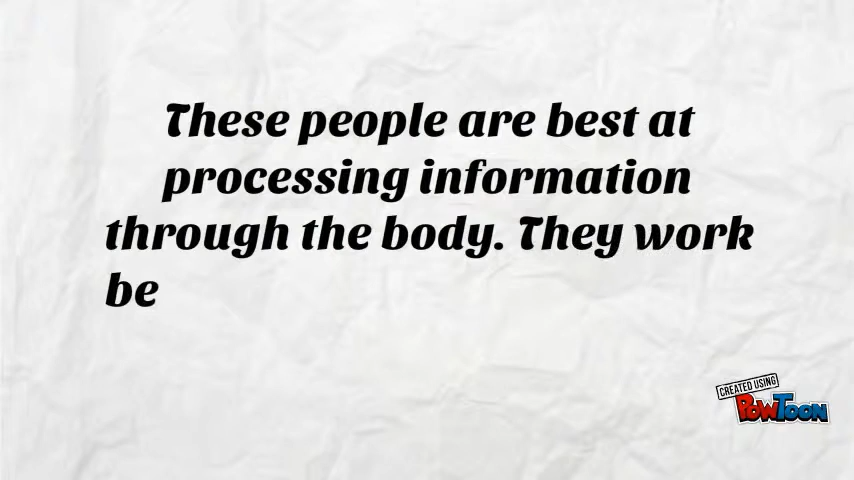 These people are best at
processing information
through the body. They work
be
CREATED USING
POWTOON